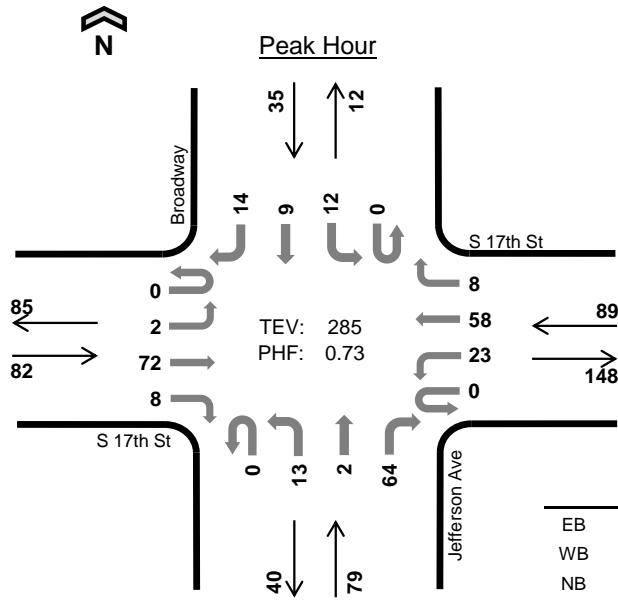 N
Peak Hour
35
12
Broadway
14
9
12
0
S 17th St
0
8
85
2
TEV: 285
58
89
PHF: 0.73
82
72
23
148
8
0
S 17th St
0
13
2
64
Jefferson Ave
40
79
EB
WB
NB